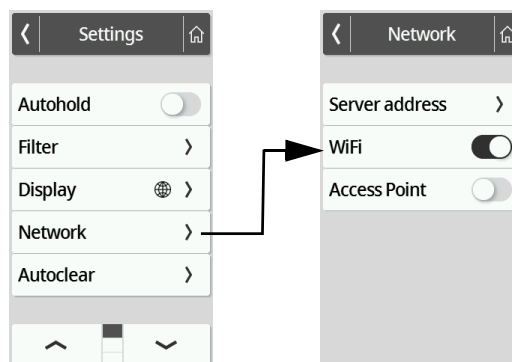 Settings
Autohold
Filter
Display
Network
Autoclear
Network
Server address
WiFi
Access Point